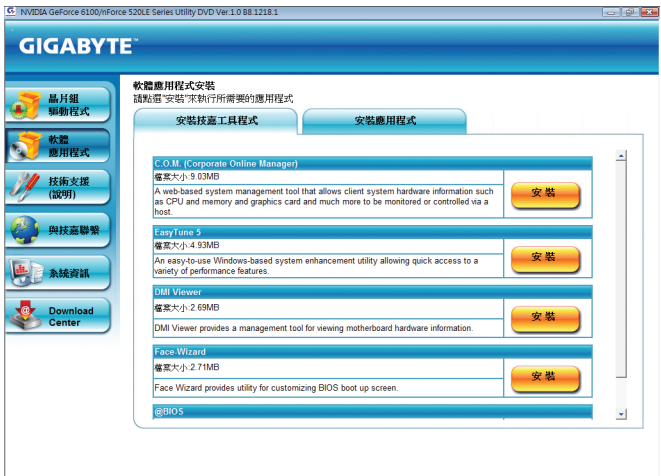 NVIDIA GeForce 6100/nForce 520LE Series Utility DVD Ver.1.0 B8.1218.1
GIGABYTE™
晶片組
驅動程式
軟體
應用程式
技術支援
(說明)
與技嘉聯繫
系統資訊
Download
Center
軟體應用程式安裝
請點選"安裝"來執行所需要的應用程式
安裝技嘉工具程式
安裝應用程式
C.O.M. (Corporate Online Manager)
檔案大小:9.03MB
A web-based system management tool that allows client system hardware information such
as CPU and memory and graphics card and much more to be monitored or controlled via a
host.
安裝
EasyTune 5
檔案大小:4.93MB
An easy-to-use Windows-based system enhancement utility allowing quick access to a
variety of performance features.
安裝
DMI Viewer
檔案大小:2.69MB
DMI Viewer provides a management tool for viewing motherboard hardware information.
安裝
Face-Wizard
檔案大小:2.71MB
Face Wizard provides utility for customizing BIOS boot up screen.
安裝
@BIOS